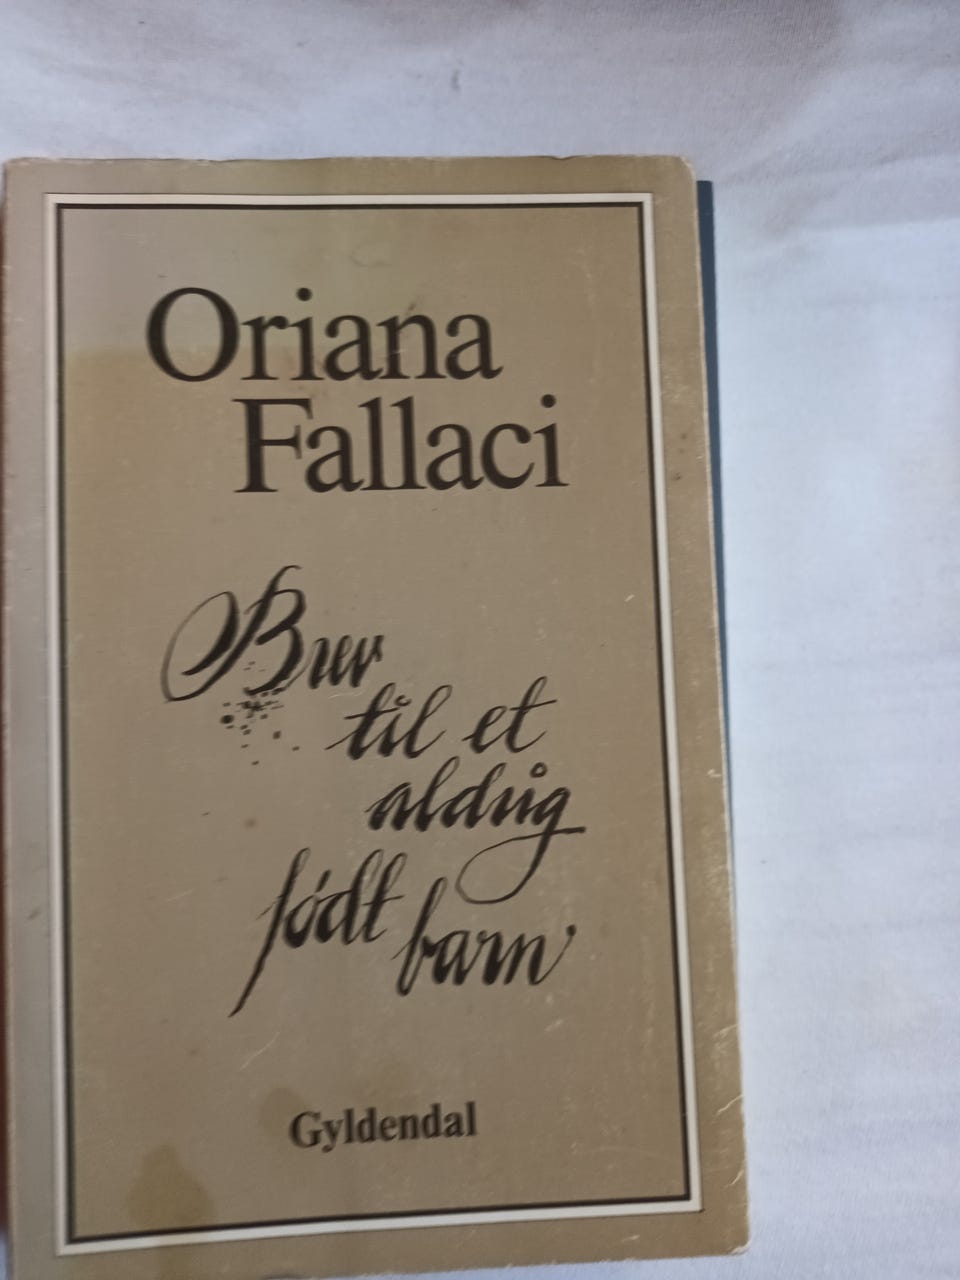 Oriana
Fallaci
Brev
til et
aldrig
født barn
Gyldendal